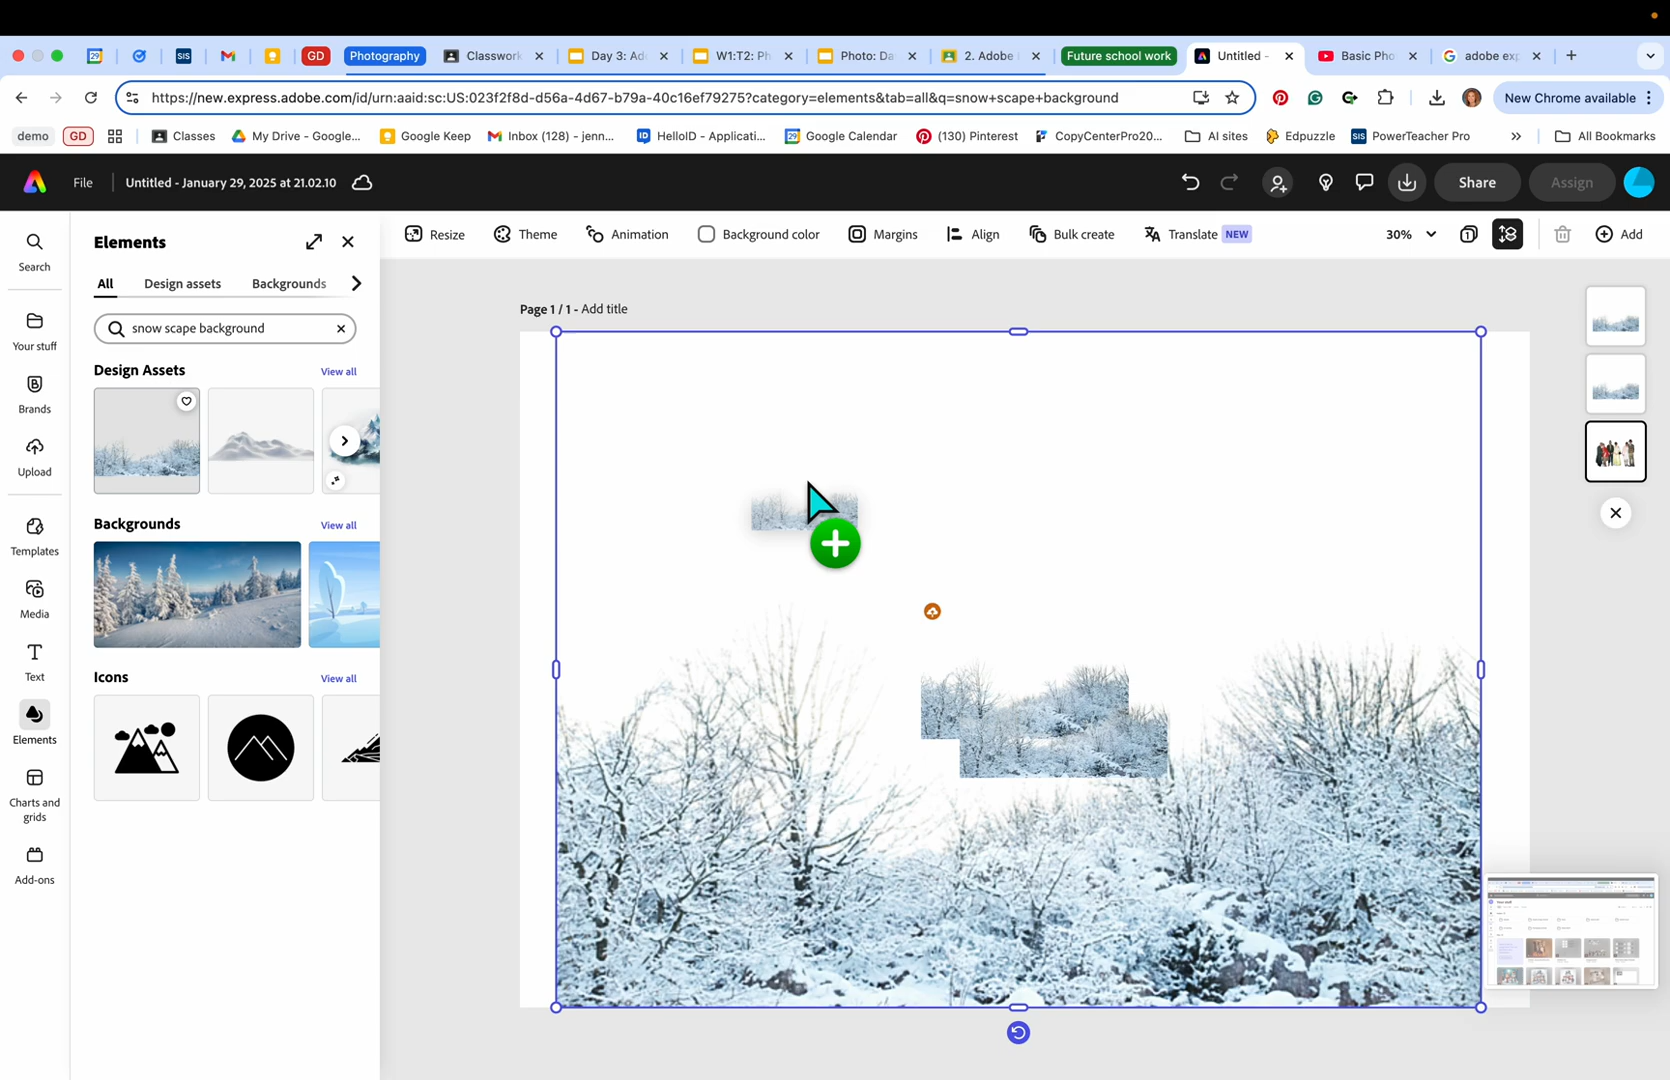 29
SIS
GD
Photography
Classwork
Day 3: Ad
W1:T2: Ph
Photo: Da
2. Adobe
Future school work
Untitled -
Basic Pho
adobe exp
https://new.express.adobe.com/id/urn:aaid:sc:US:023f2f8d-d56a-4d67-b79a-40c16ef79275?category=elements&tab=all&q=snow+scape+background
New Chrome available
demo
GD
Classes
My Drive - Google...
Google Keep
Inbox (128) - jenn...
HelloID - Applicati...
Google Calendar
(130) Pinterest
CopyCenterPro20...
AI sites
Edpuzzle
SIS
PowerTeacher Pro
All Bookmarks
File
Untitled - January 29, 2025 at 21.02.10
Share
Assign
Search
Your stuff
Brands
Upload
Templates
Media
Text
Elements
Charts and
grids
Add-ons
Elements
All
Design assets
Backgrounds
snow scape background
Design Assets
View all
Backgrounds
View all
Icons
View all
Resize
Theme
Animation
Background color
Margins
Align
Bulk create
Translate
NEW
30%
1
Add
Page 1 / 1 - Add title